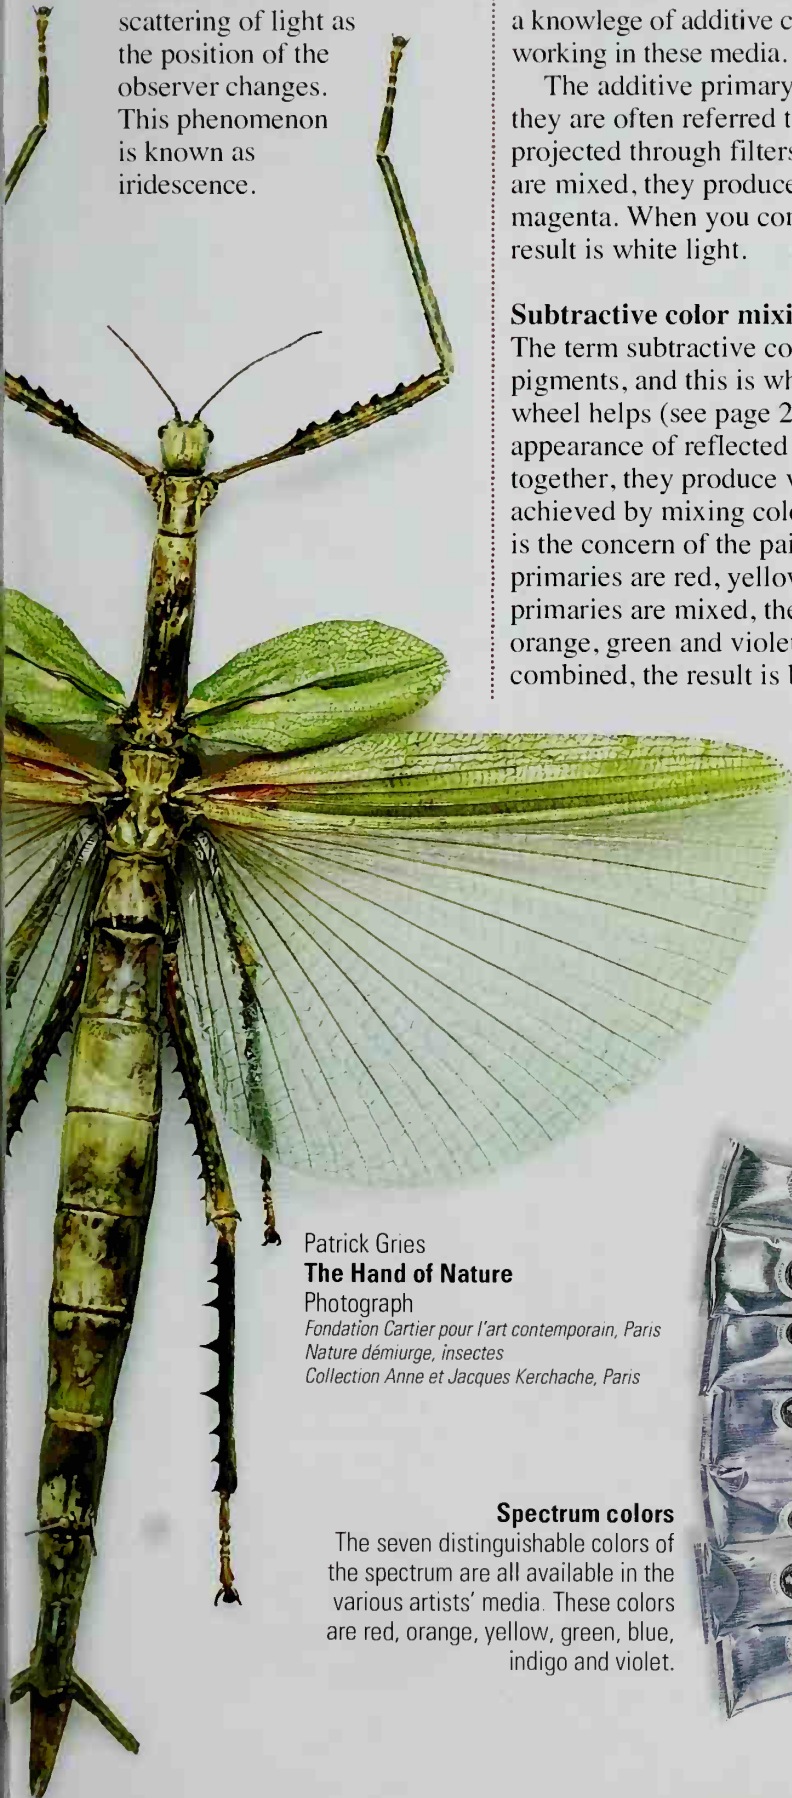 scattering of light as
the position of the
observer changes.
This phenomenon
is known as
iridescence.
a knowlege of additive c
working in these media.
The additive primary
they are often referred t
projected through filters
are mixed, they produce
magenta. When you con
result is white light.
Subtractive color mixi
The term subtractive co
pigments, and this is wh
wheel helps (see page 2
appearance of reflected
together, they produce v
achieved by mixing colo
is the concern of the pai
primaries are red, yellow
primaries are mixed, the
orange, green and violet
combined, the result is b
Patrick Gries
The Hand of Nature
Photograph
Fondation Cartier pour l'art contemporain, Paris
Nature démiurge, insectes
Collection Anne et Jacques Kerchache, Paris
Spectrum colors
The seven distinguishable colors of
the spectrum are all available in the
various artists' media. These colors
are red, orange, yellow, green, blue,
indigo and violet.